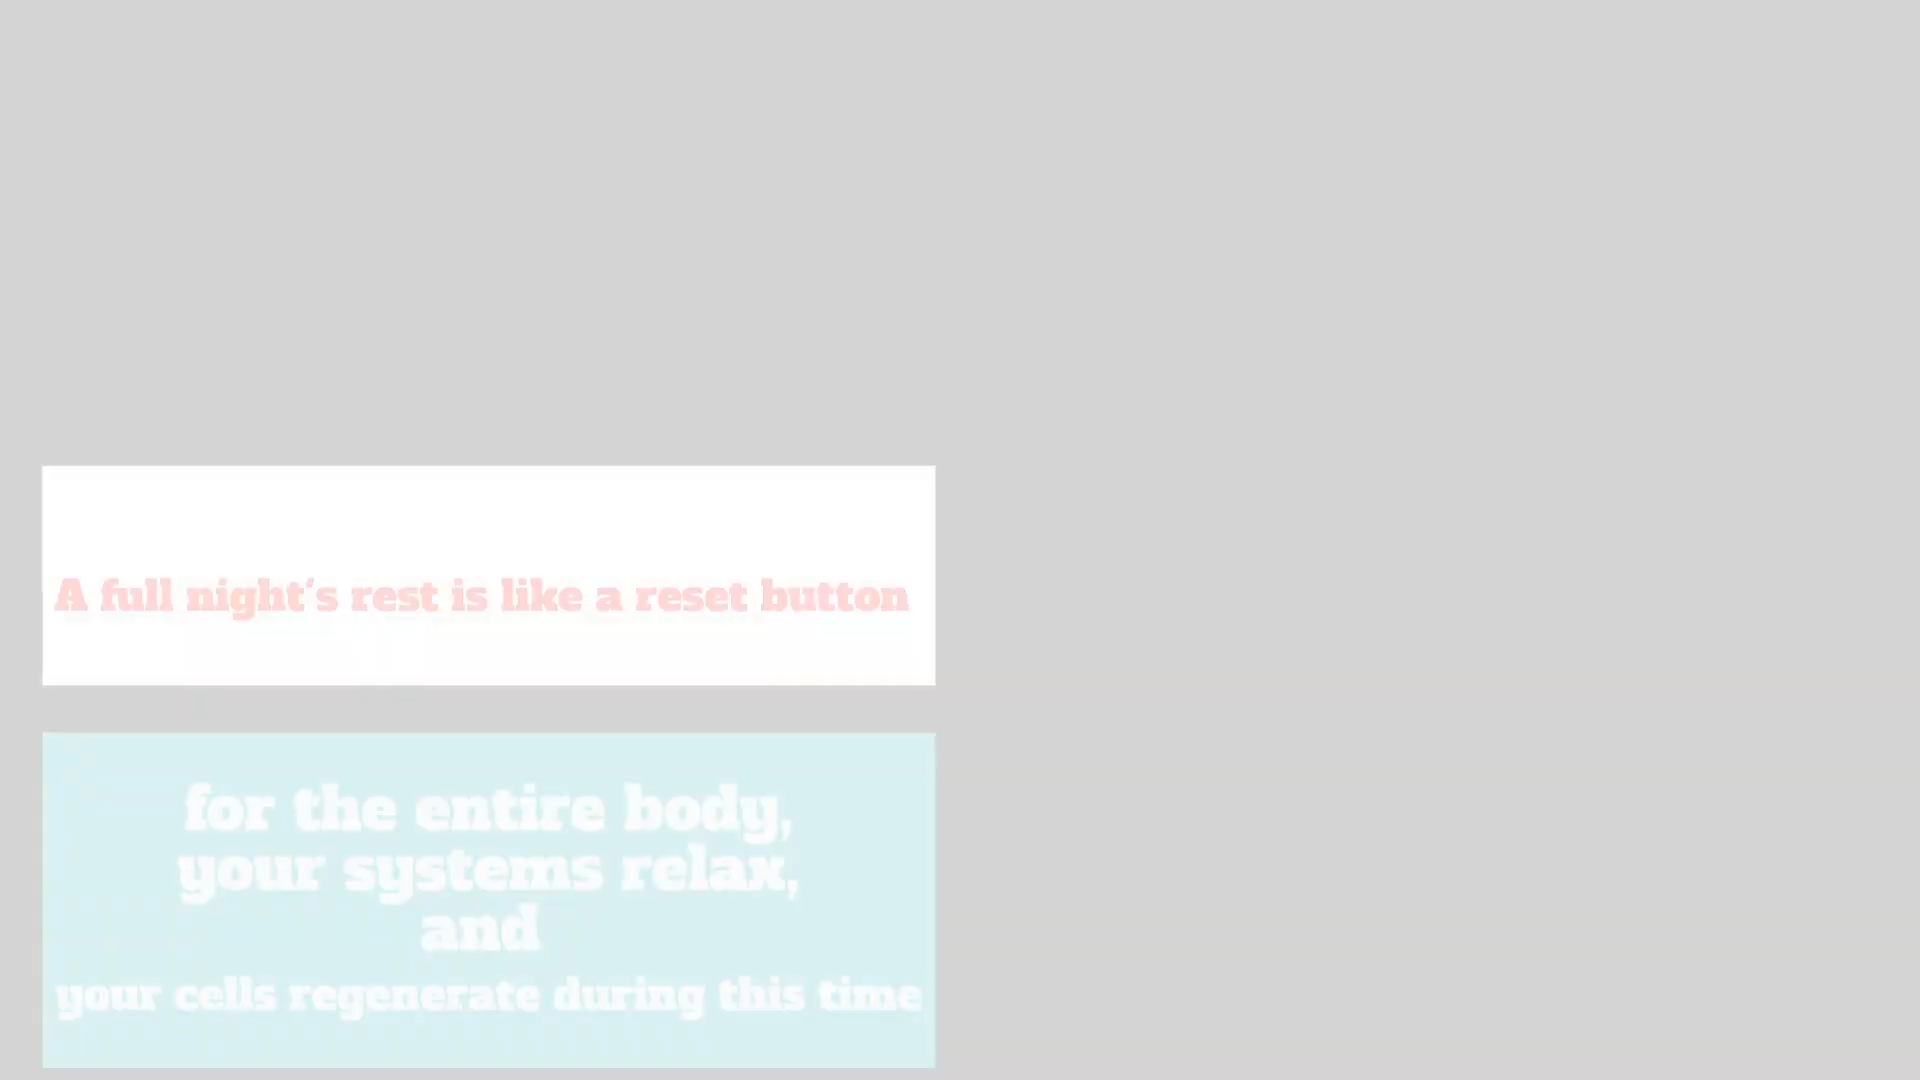 A full night's rest is like a reset button
for the entire body,
your systems relax,
and
your cells regenerate during this time